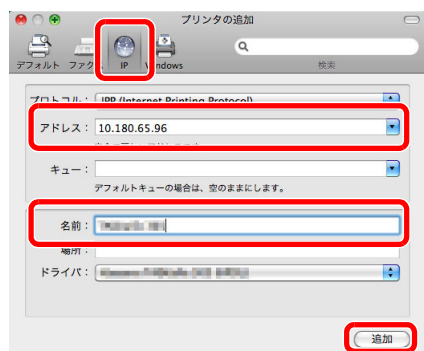 プリンタの追加
デフォルト ファク IP Windows 検索
プロトコル： IPP (Internet Printing Protocol)
アドレス： 10.180.65.96
キュー：
デフォルトキューの場合は、空のままにします。
名前：
場所：
ドライバ：
追加